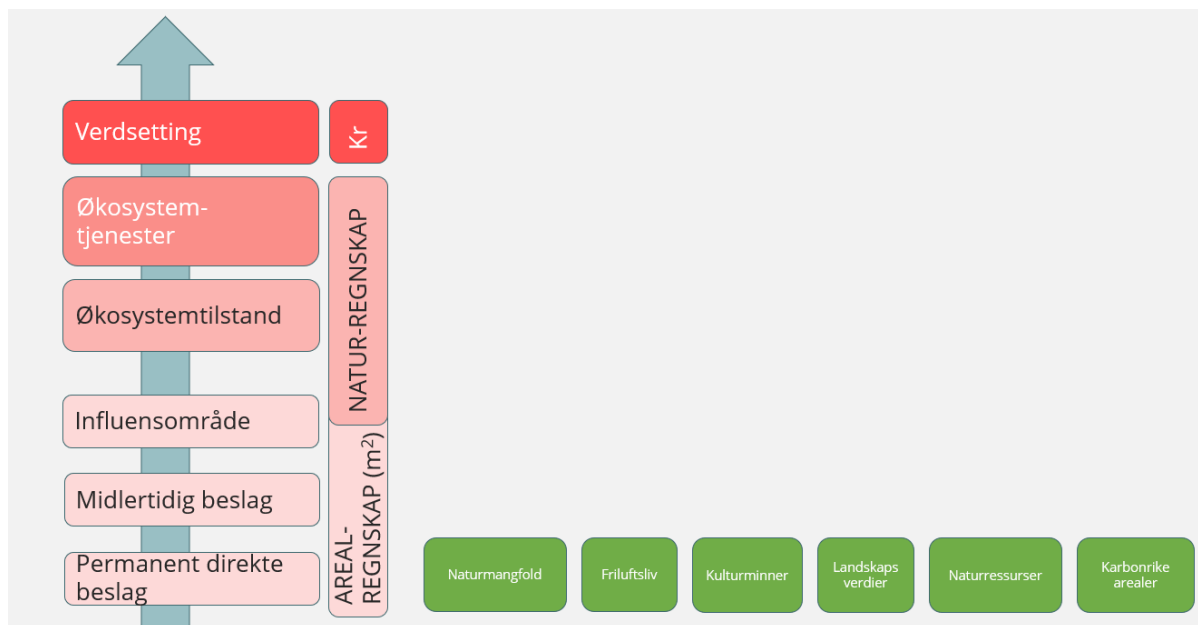 Verdsetting
Kr
Økosystem-
tjenester
NATUR-REGNSKAP
Økosystemtilstand
Influensområde
AREAL-
REGNSKAP (m²)
Midlertidig beslag
Permanent direkte
beslag
Naturmangfold
Friluftsliv
Kulturminner
Landskaps
verdier
Naturressurser
Karbonrike
arealer